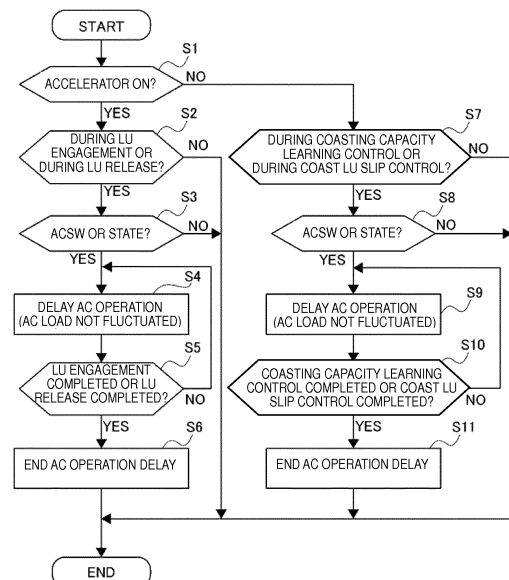 START
S1
ACCELERATOR ON?
NO
YES
S2
DURING LU
ENGAGEMENT OR
DURING LU RELEASE?
NO
YES
S3
ACSW OR STATE?
NO
YES
S4
DELAY AC OPERATION
(AC LOAD NOT FLUCTUATED)
S5
LU ENGAGEMENT
COMPLETED OR LU
RELEASE COMPLETED?
NO
YES
S6
END AC OPERATION DELAY
S7
DURING COASTING CAPACITY
LEARNING CONTROL OR
DURING COAST LU SLIP CONTROL?
NO
YES
S8
ACSW OR STATE?
NO
YES
S9
DELAY AC OPERATION
(AC LOAD NOT FLUCTUATED)
S10
COASTING CAPACITY LEARNING
CONTROL COMPLETED OR COAST LU
SLIP CONTROL COMPLETED?
NO
YES
S11
END AC OPERATION DELAY
END